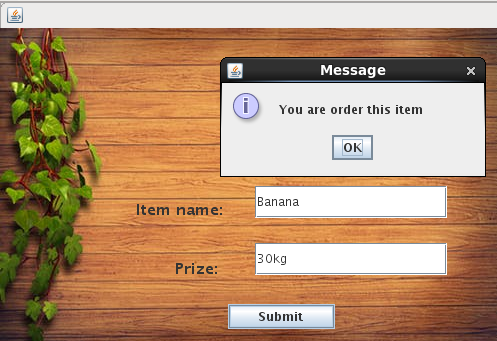 Message
You are order this item
OK
Item name: Banana
Prize: 30kg
Submit